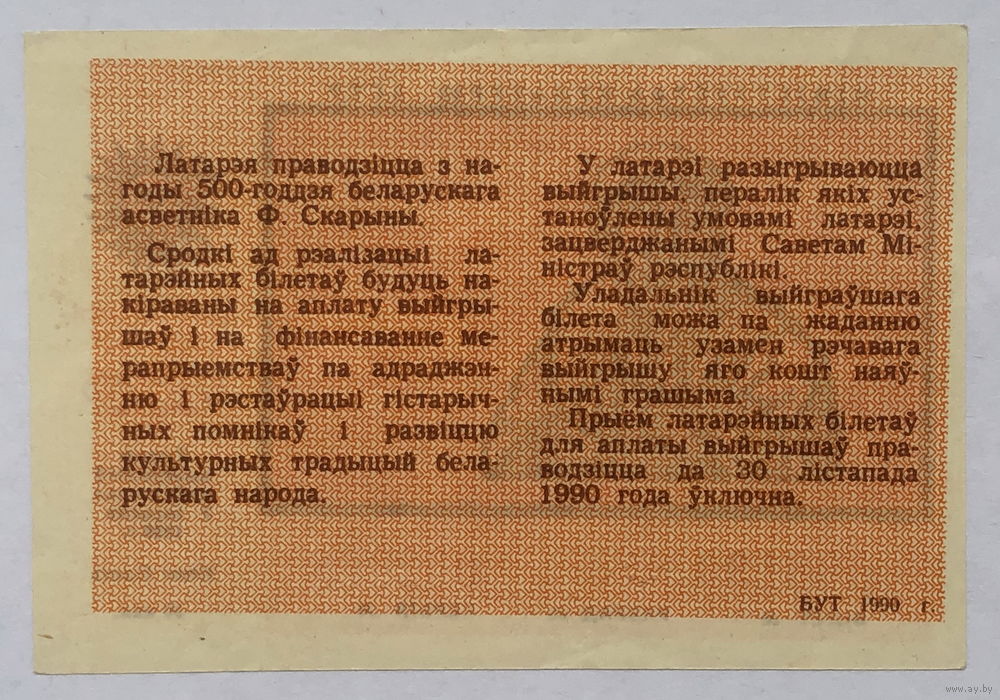 Латарэя праводзіцца з на-
годы 500-годдзя беларускага
асветніка Ф. Скарыны.
Сродкі ад рэалізацыі ла-
тарэйных білетаў будуць на-
кіраваны на аплату выйгры-
шаў і на фінансаванне ме-
рапрыемстваў па адраджэн-
ню і рэстаўрацыі гістарыч-
ных помнікаў і развіццю
культурных традыцый бела-
рускага народа.
У латарэі разыгрываюцца
выйгрышы, пералік якіх ус-
таноўлены умовамі латарэі,
зацверджанымі Саветам Мі-
ністраў рэспублікі.
Уладальнік выйграўшага
білета можа па жаданню
атрымаць узамен рэчавага
выйгрышу яго кошт наяў-
нымі грашыма.
Прыём латарэйных білетаў
для аплаты выйгрышаў пра-
водзіцца да 30 лістапада
1990 года ўключна.
БУТ 1990 г.
www.ay.by